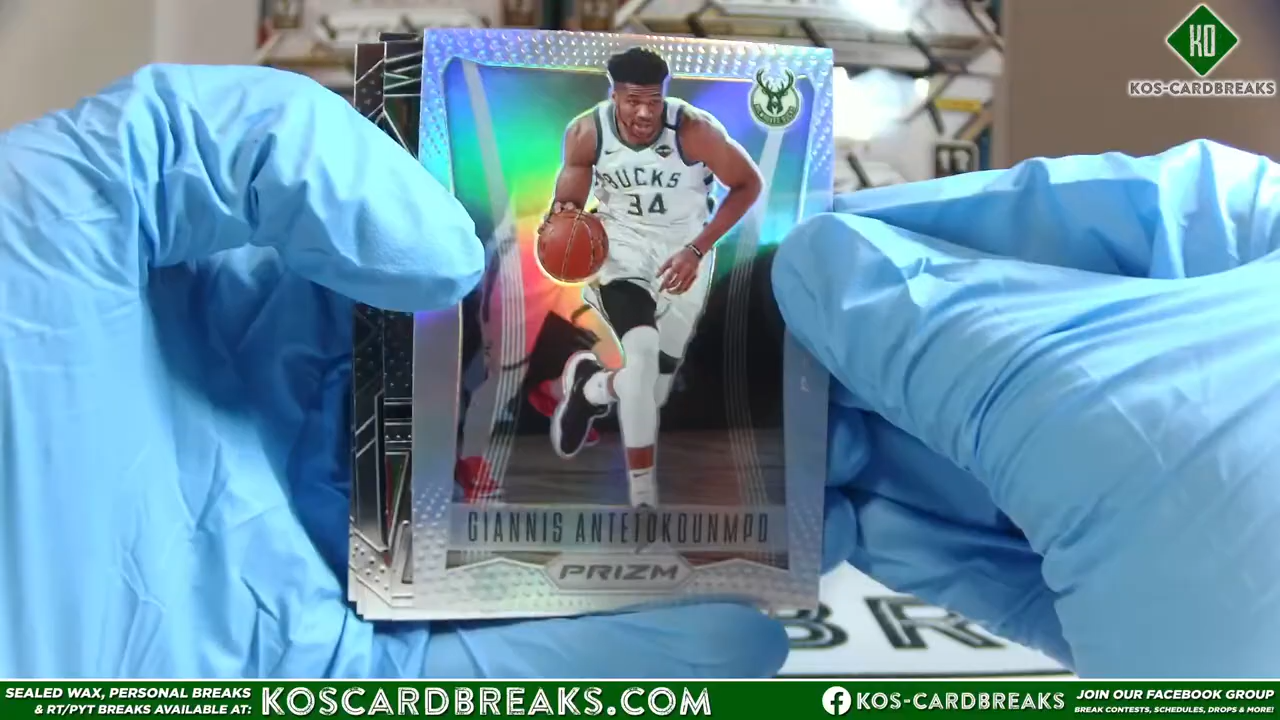 KO
KOS-CARDBREAKS
BUCKS
34
GIANNIS ANTETOKOUNMPO
PRIZM
BR
SEALED WAX, PERSONAL BREAKS
& RT/PYT BREAKS AVAILABLE AT:
KOSCARDBREAKS.COM
KOS-CARDBREAKS
JOIN OUR FACEBOOK GROUP
BREAK CONTESTS, SCHEDULES, DROPS & MORE!